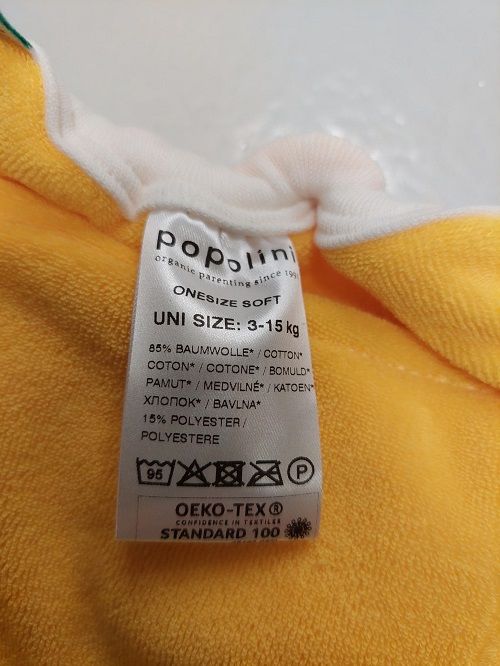 popolini
organic parenting since 1991
ONESIZE SOFT
UNI SIZE: 3-15 kg
85% BAUMWOLLE* / COTTON*
COTON* / COTONE* / BOMULD*
PAMUT* / MEDVILNÉ* / KATOEN*
ХЛОПОК* / BAVLNA*
15% POLYESTER /
POLYESTERE
95 P
OEKO-TEX®
CONFIDENCE IN TEXTILES
STANDARD 100